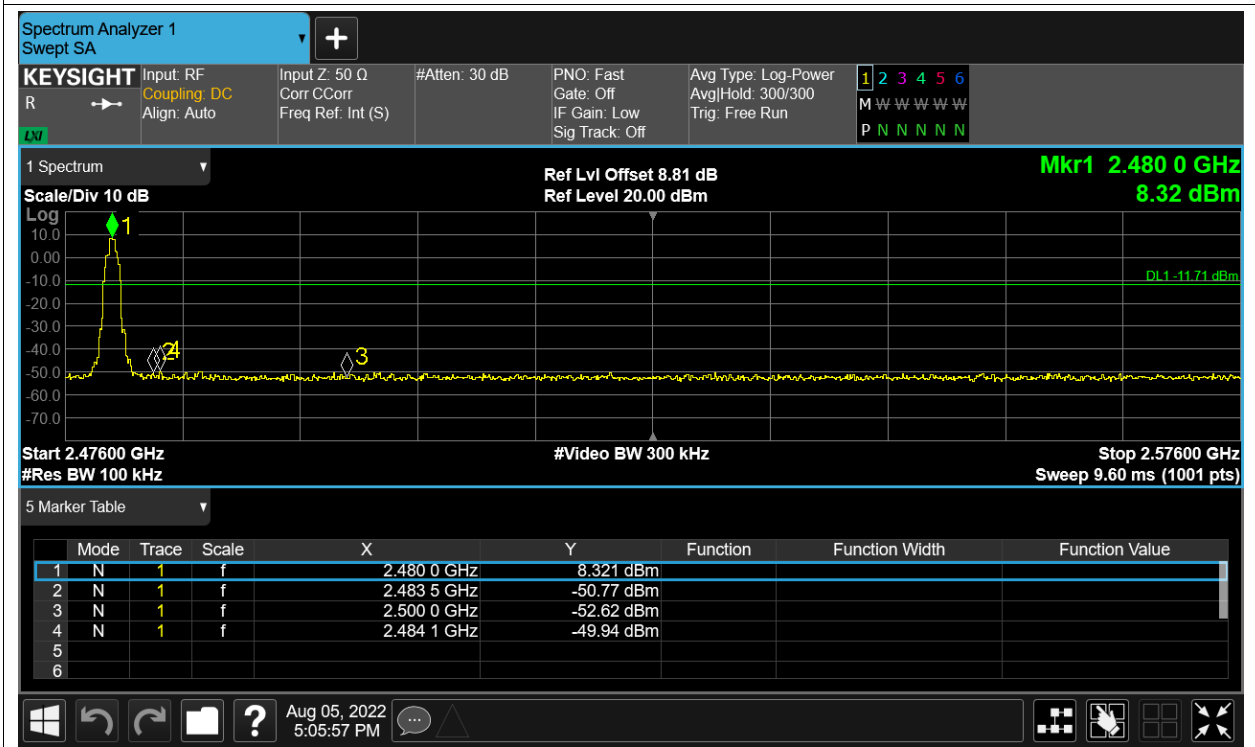 Spectrum Analyzer 1
Swept SA
KEYSIGHT Input: RF Input Z: 50 Ω #Atten: 30 dB PNO: Fast Avg Type: Log-Power 1 2 3 4 5 6
R Coupling: DC Corr CCorr Gate: Off Avg|Hold: 300/300 M W W W W W
Align: Auto Freq Ref: Int (S) IF Gain: Low Trig: Free Run
LXI Sig Track: Off P N N N N N
1 Spectrum Ref Lvl Offset 8.81 dB Mkr1 2.480 0 GHz
Scale/Div 10 dB Ref Level 20.00 dBm 8.32 dBm
Log
1
10.0
0.00
-10.0 DL1 -11.71 dBm
-20.0
-30.0
-40.0 2 4 3
-50.0
-60.0
-70.0
Start 2.47600 GHz #Video BW 300 kHz Stop 2.57600 GHz
#Res BW 100 kHz Sweep 9.60 ms (1001 pts)
5 Marker Table
Mode Trace Scale X Y Function Function Width Function Value
1 N 1 f 2.480 0 GHz 8.321 dBm
2 N 1 f 2.483 5 GHz -50.77 dBm
3 N 1 f 2.500 0 GHz -52.62 dBm
4 N 1 f 2.484 1 GHz -49.94 dBm
5
6
? Aug 05, 2022
5:05:57 PM